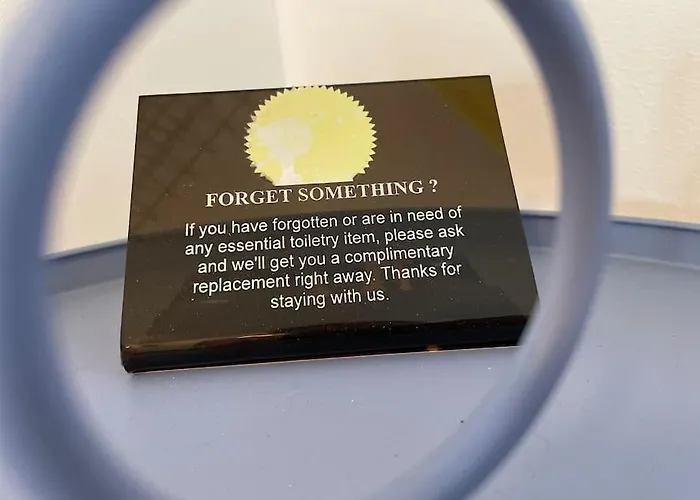 FORGET SOMETHING ?
If you have forgotten or are in need of
any essential toiletry item, please ask
and we'll get you a complimentary
replacement right away. Thanks for
staying with us.